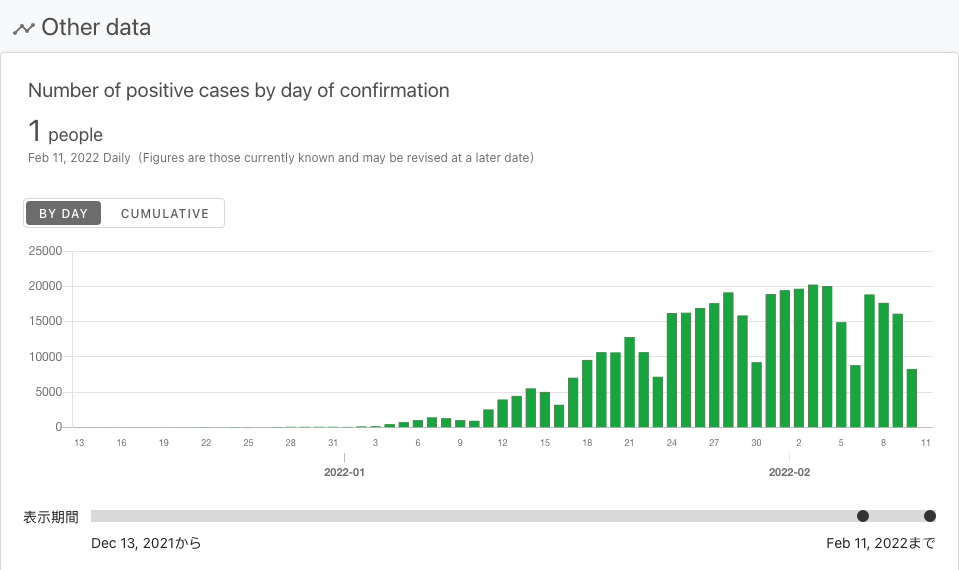 Other data
Number of positive cases by day of confirmation
1 people
Feb 11, 2022 Daily（Figures are those currently known and may be revised at a later date）
BY DAY CUMULATIVE
25000
20000
15000
10000
5000
0
13 16 19 22 25 28 31 3 6 9 12 15 18 21 24 27 30 2 5 8 11
2022-01 2022-02
表示期間
Dec 13, 2021から Feb 11, 2022まで